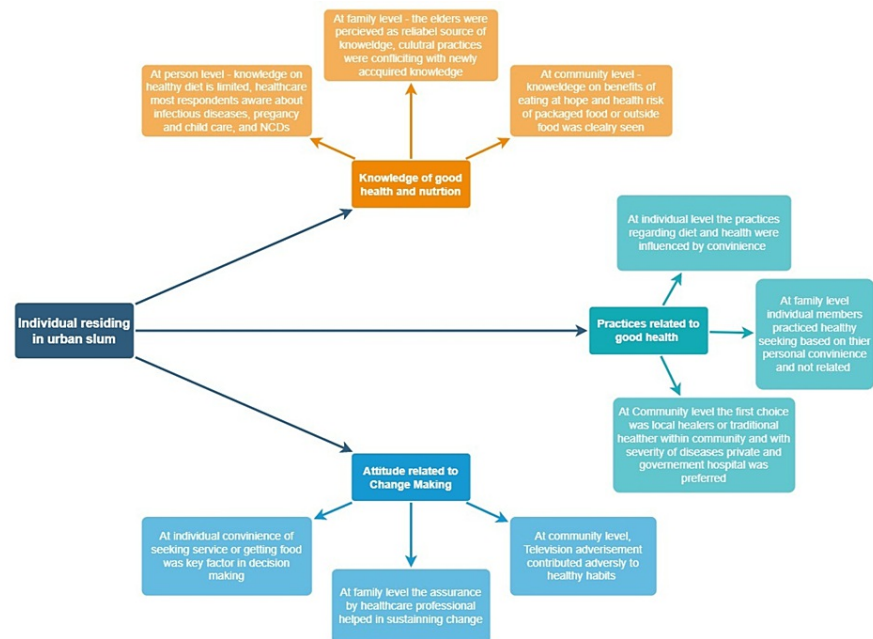 At family level - the elders were
percieved as reliabel source of
knoweldge, culutral practices
were confliciting with newly
accquired knowledge
At person level - knowledge on
healthy diet is limited, healthcare
most respondents aware about
infectious diseases, pregancy
and child care, and NCDs
At community level -
knoweldege on benefits of
eating at hope and health risk
of packaged food or outside
food was clealry seen
Knowledge of good
health and nutrtion
At individual level the practices
regarding diet and health were
influenced by convinience
Individual residing
in urban slum
Practices related to
good health
At family level
individual members
practiced healthy
seeking based on thier
personal convinience
and not related
At Community level the first choice
was local healers or traditional
healther within community and with
severity of diseases private and
governement hospital was
preferred
Attitude related to
Change Making
At individual convinience of
seeking service or getting food
was key factor in decision
making
At family level the assurance
by healthcare professional
helped in sustainning change
At community level,
Television adverisement
contributed adversly to
healthy habits